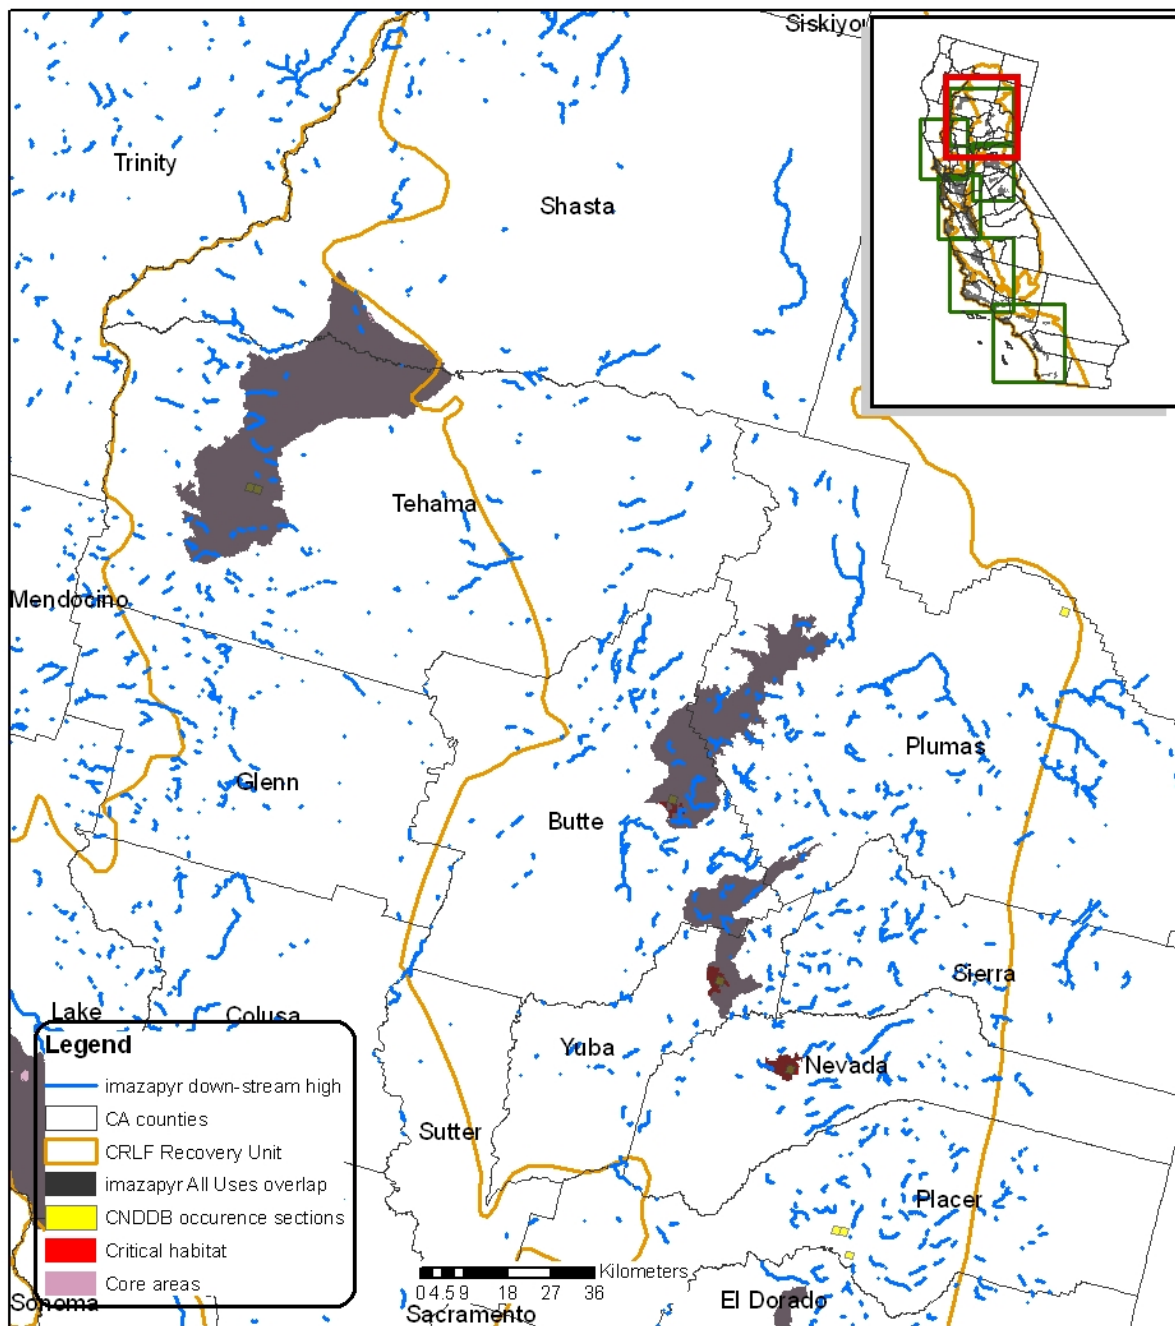 Siskiyou
Trinity
Shasta
Tehama
Mendocino
Plumas
Glenn
Butte
Sierra
Lake
Colusa
Yuba
Nevada
Sutter
Placer
El Dorado
Sonoma
Sacramento
Legend
imazapyr down-stream high
CA counties
CRLF Recovery Unit
imazapyr All Uses overlap
CNDDB occurence sections
Critical habitat
Core areas
Kilometers
0 4.5 9 18 27 36